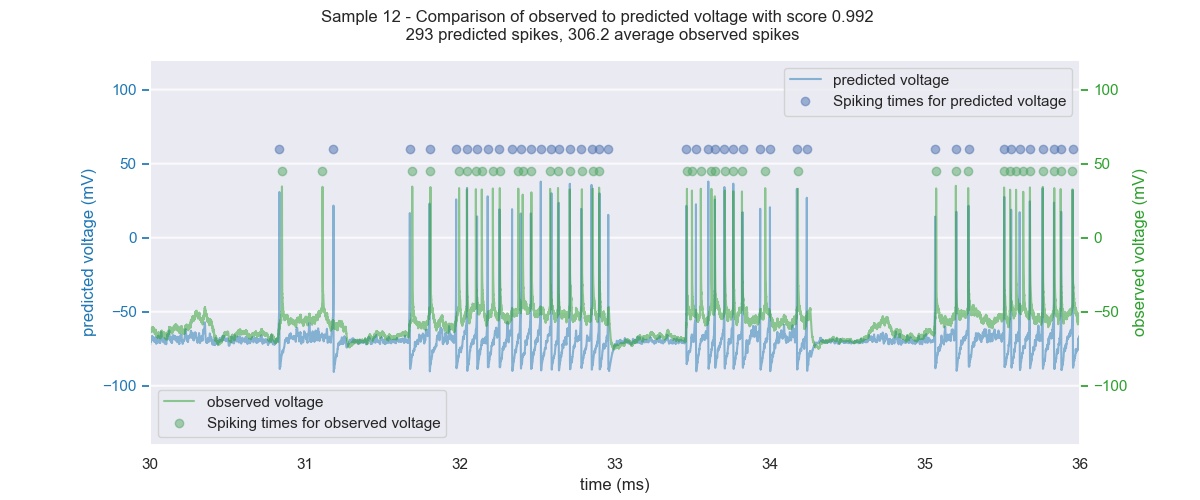 Sample 12 - Comparison of observed to predicted voltage with score 0.992
293 predicted spikes, 306.2 average observed spikes
predicted voltage
Spiking times for predicted voltage
100
50
0
−50
−100
predicted voltage (mV)
100
50
0
−50
−100
observed voltage (mV)
observed voltage
Spiking times for observed voltage
30 31 32 33 34 35 36
time (ms)